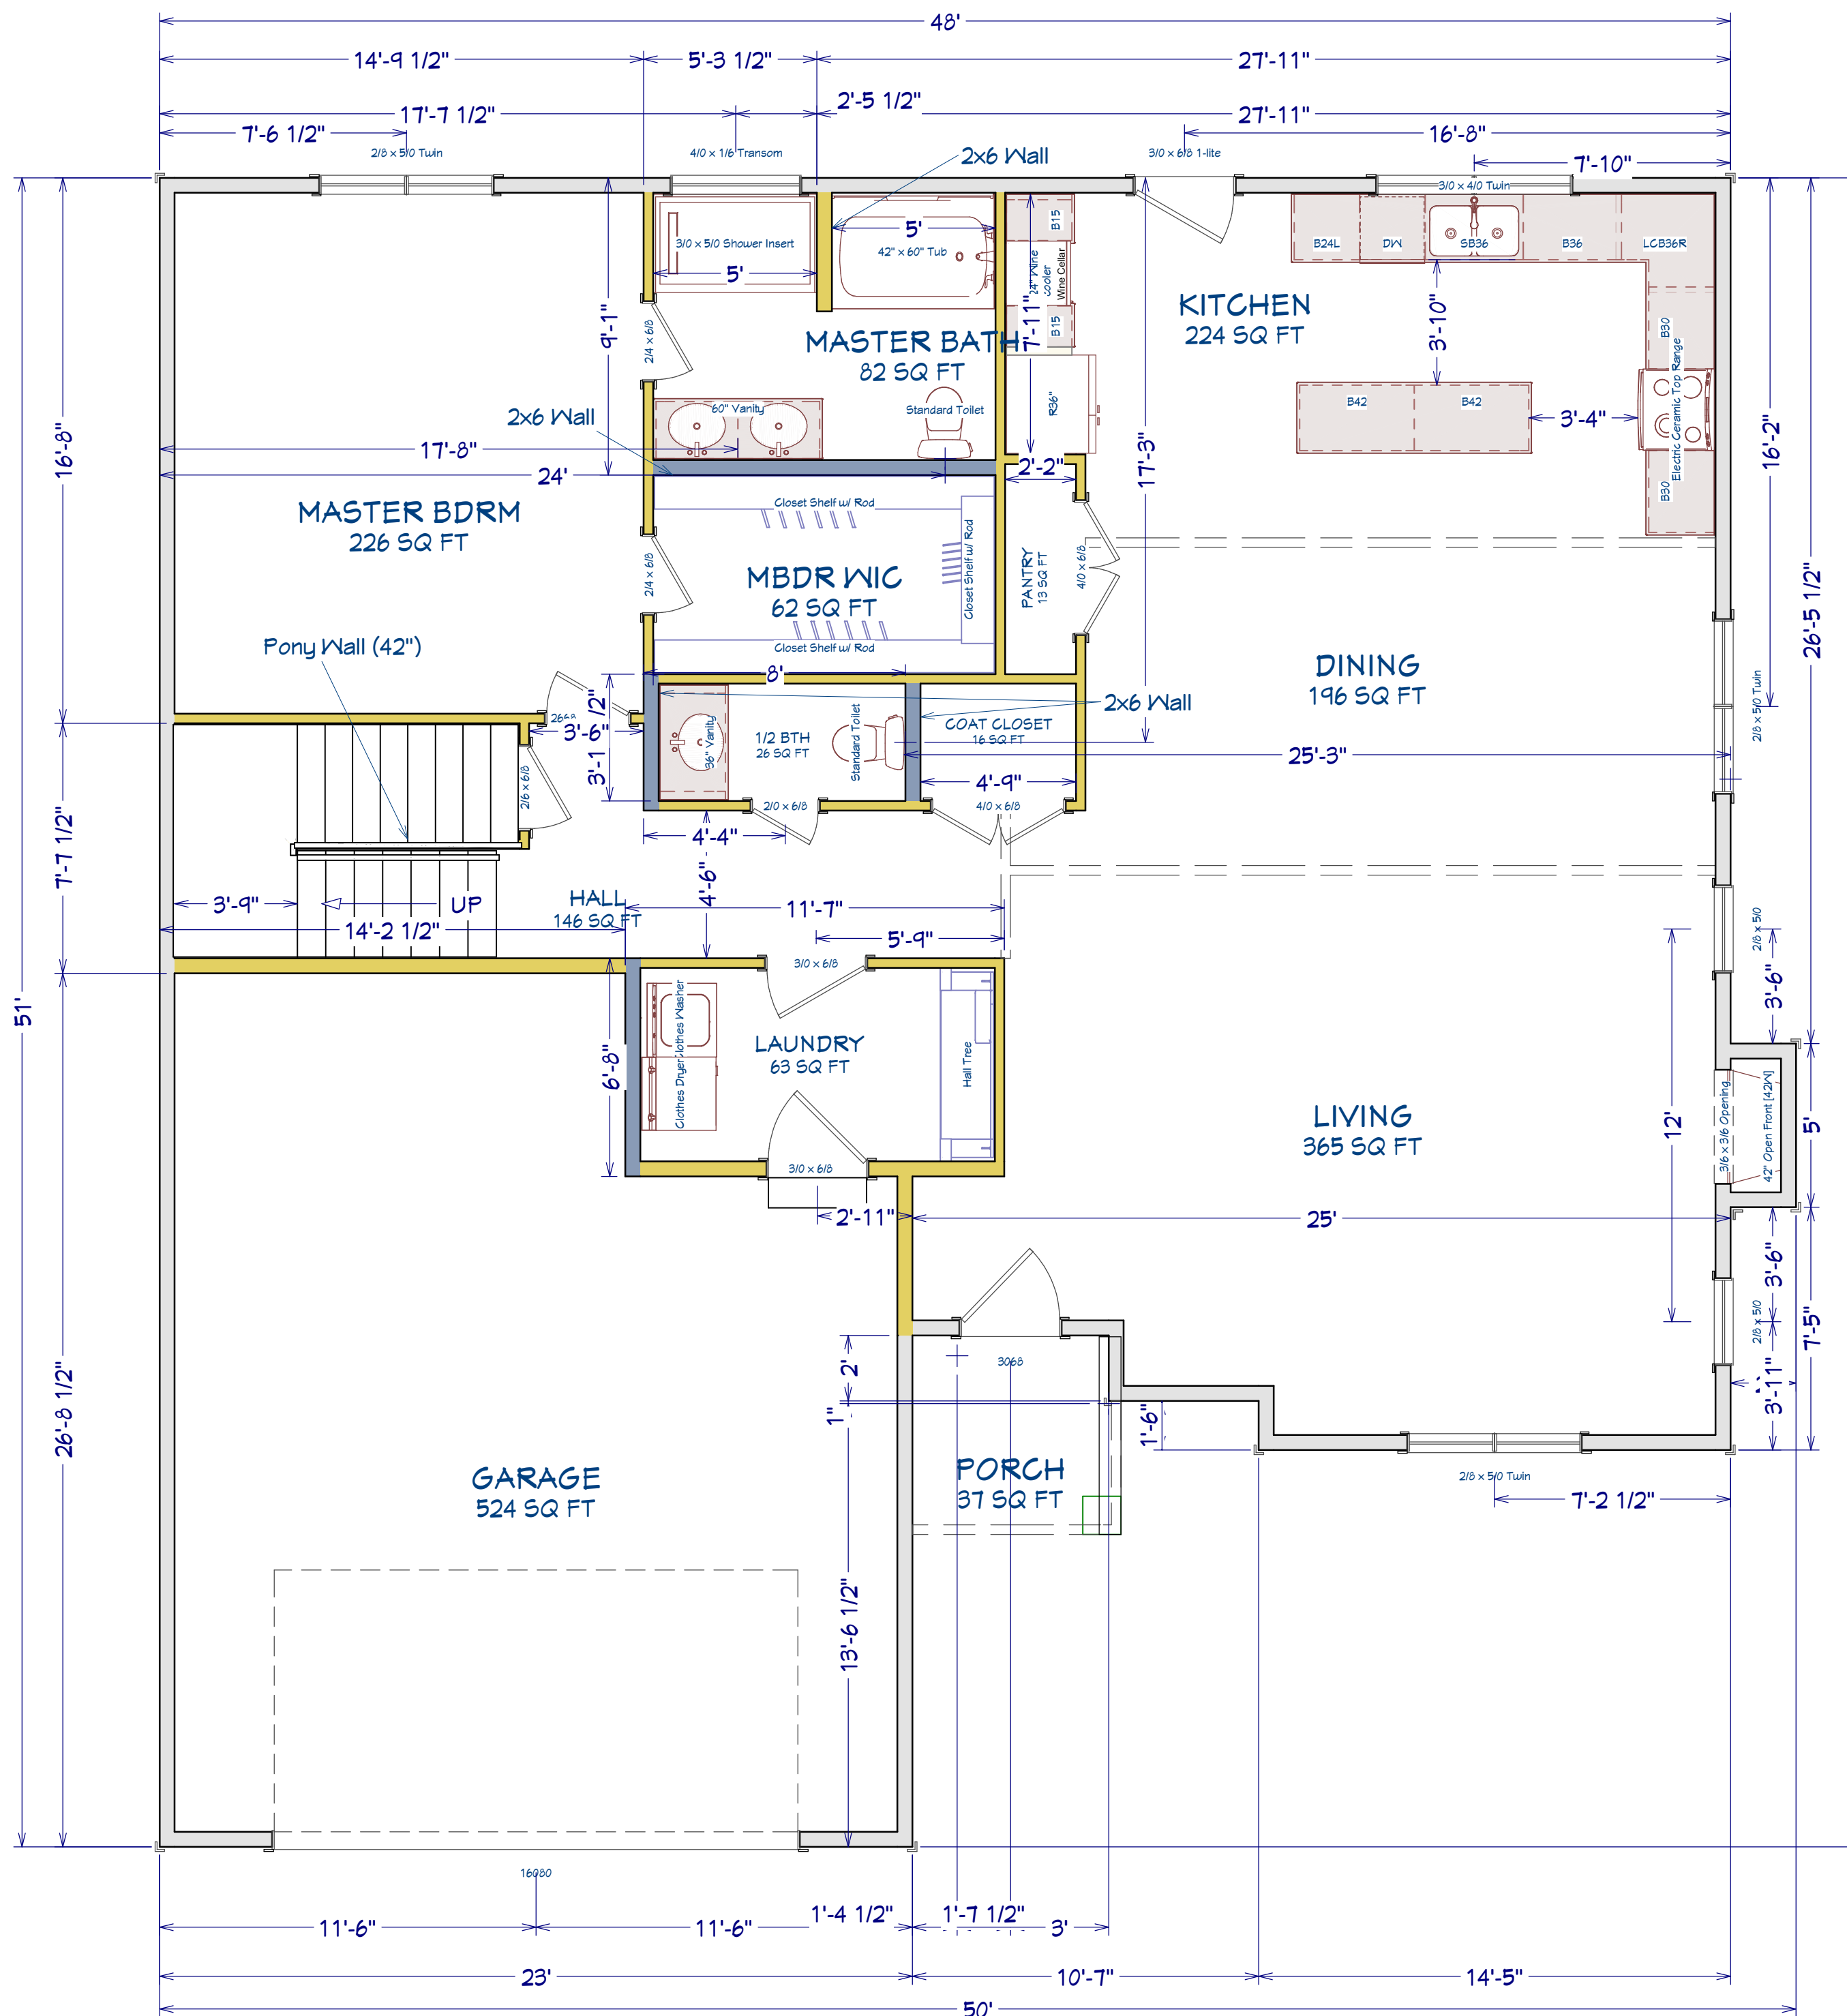 48'
14'-9 1/2"
5'-3 1/2"
27'-11"
17'-7 1/2"
2'-5 1/2"
27'-11"
7'-6 1/2"
16'-8"
7'-10"
2/8 x 5/0 Twin
4/0 x 1/6 Transom
2x6 Wall
3/0 x 6/8 1-lite
3/0 x 4/0 Twin
5'
3/0 x 5/0 Shower Insert
42" x 60" Tub
5'
B15
24" Wine
Cooler
Wine Cellar
B15
7'-11"
B24L
DW
SB36
B36
LCB36R
KITCHEN
224 SQ FT
3'-10"
B30
Electric Ceramic Top Range
B30
9'-1"
2/4 x 6/8
MASTER BATH
82 SQ FT
60" Vanity
Standard Toilet
R36"
B42
B42
3'-4"
2x6 Wall
17'-8"
24'
2'-2"
17'-3"
16'-8"
16'-2"
26'-5 1/2"
MASTER BDRM
226 SQ FT
Closet Shelf w/ Rod
Closet Shelf w/ Rod
MBDR WIC
62 SQ FT
Closet Shelf w/ Rod
2/4 x 6/8
PANTRY
13 SQ FT
4/0 x 6/8
Pony Wall (42")
8'
DINING
196 SQ FT
2/8 x 5/0 Twin
2x6 Wall
3'-6"
3'-1 1/2"
36" Vanity
1/2 BTH
26 SQ FT
Standard Toilet
COAT CLOSET
16 SQ FT
25'-3"
4'-9"
2/6 x 6/8
2/0 x 6/8
4/0 x 6/8
4'-4"
7'-7 1/2"
4'-6"
3'-9"
UP
HALL
146 SQ FT
11'-7"
14'-2 1/2"
5'-9"
2/8 x 5/0
3'-6"
3/0 x 6/8
51'
6'-8"
Clothes Washer
Clothes Dryer
LAUNDRY
63 SQ FT
Hall Tree
LIVING
365 SQ FT
12'
3/6 x 3/6 Opening
42" Open Front [42W]
5'
3/0 x 6/8
2'-11"
25'
3'-6"
2/8 x 5/0
7'-5"
3'-11"
2'
3068
1"
1'-6"
26'-8 1/2"
GARAGE
524 SQ FT
PORCH
37 SQ FT
2/8 x 5/0 Twin
7'-2 1/2"
13'-6 1/2"
16080
11'-6"
11'-6"
1'-4 1/2"
1'-7 1/2"
3'
23'
10'-7"
14'-5"
50'